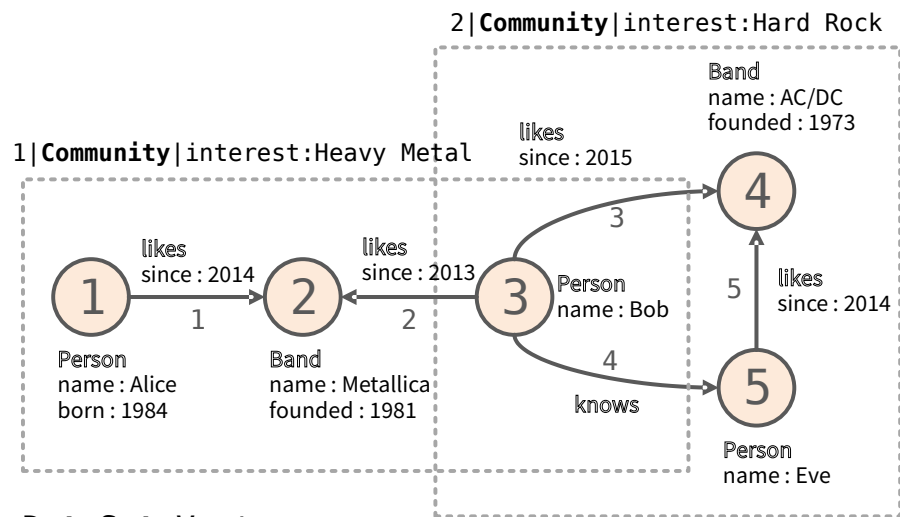 2|Community|interest:Hard Rock
Band
name : AC/DC
founded : 1973
likes
since : 2015
1|Community|interest:Heavy Metal
4
3
likes
since : 2014
likes
since : 2013
1
2
3
Person
name : Bob
5
likes
since : 2014
1
2
4
Person
name : Alice
born : 1984
Band
name : Metallica
founded : 1981
5
knows
Person
name : Eve